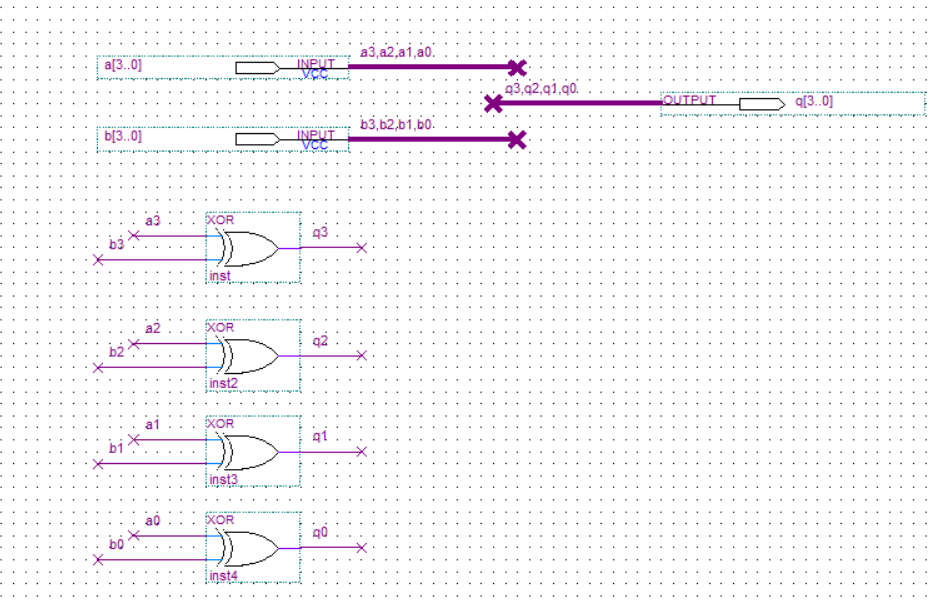 a3,a2,a1,a0
a[3..0] INPUT
VCC
q3,q2,q1,q0
OUTPUT q[3..0]
b3,b2,b1,b0
b[3..0] INPUT
VCC
a3 XOR
b3 q3
inst
a2 XOR
b2 q2
inst2
a1 XOR
b1 q1
inst3
a0 XOR
b0 q0
inst4